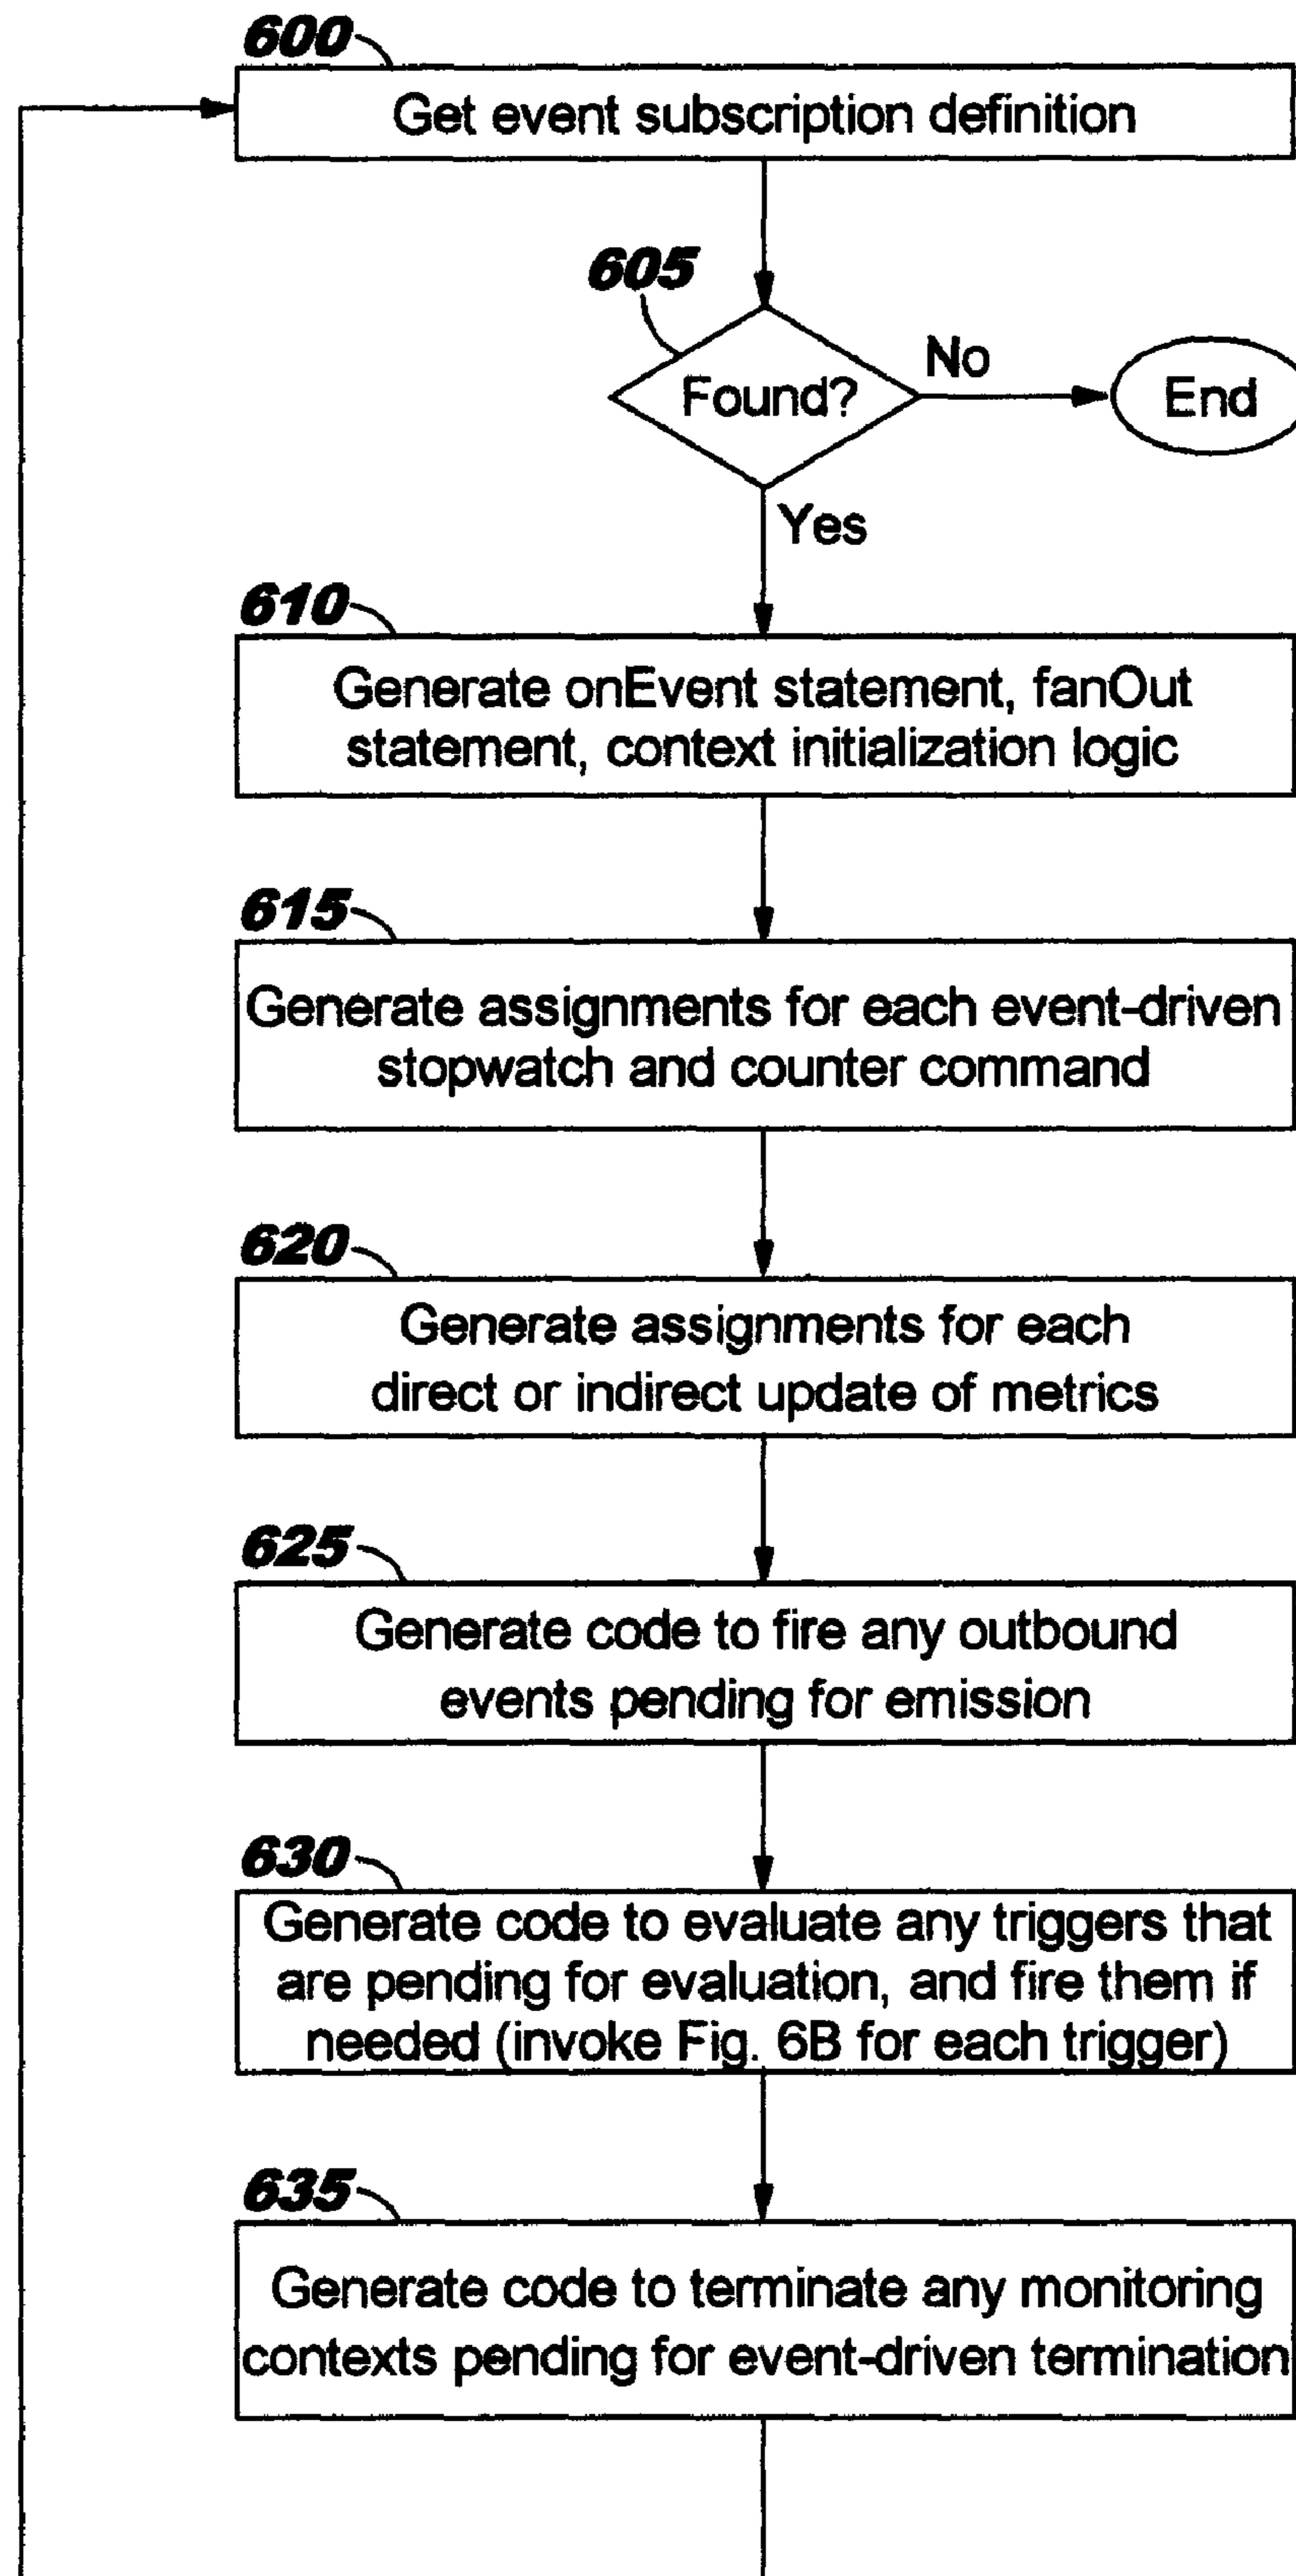 600
Get event subscription definition
605
Found?
No
End
Yes
610
Generate onEvent statement, fanOut
statement, context initialization logic
615
Generate assignments for each event-driven
stopwatch and counter command
620
Generate assignments for each
direct or indirect update of metrics
625
Generate code to fire any outbound
events pending for emission
630
Generate code to evaluate any triggers that
are pending for evaluation, and fire them if
needed (invoke Fig. 6B for each trigger)
635
Generate code to terminate any monitoring
contexts pending for event-driven termination